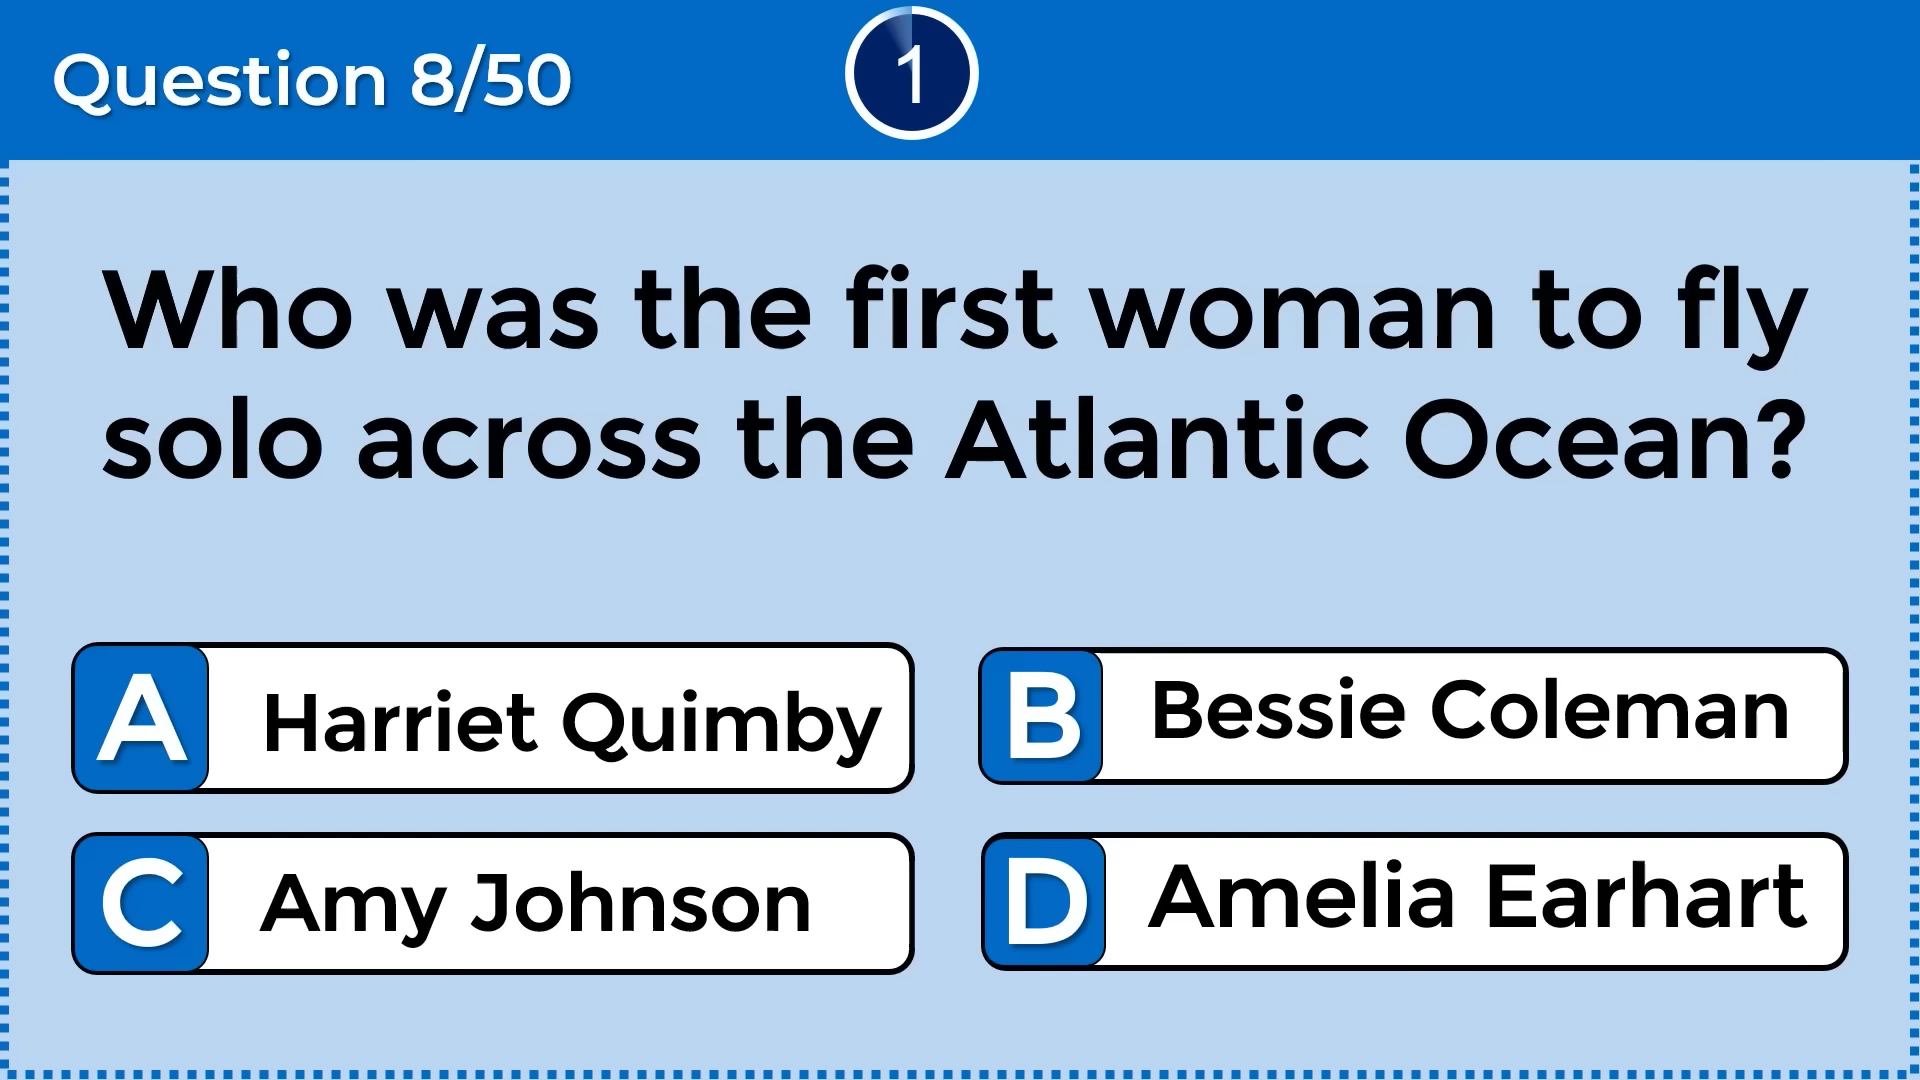 Question 8/50
1
Who was the first woman to fly
solo across the Atlantic Ocean?
A Harriet Quimby
B Bessie Coleman
C Amy Johnson
D Amelia Earhart